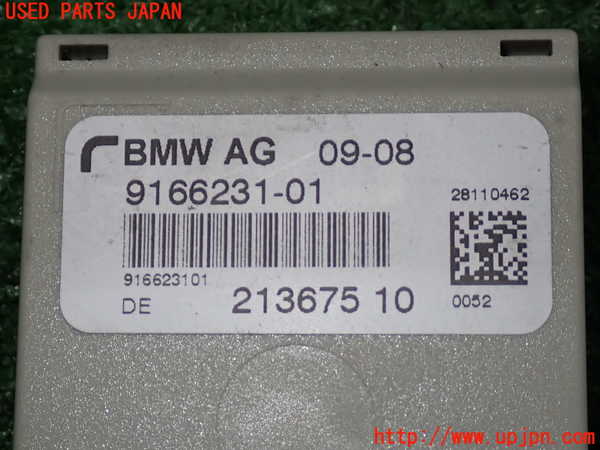 USED PARTS JAPAN
BMW AG 09-08
9166231-01
28110462
916623101
DE 213675 10
0052
http://www.upjpn.com/